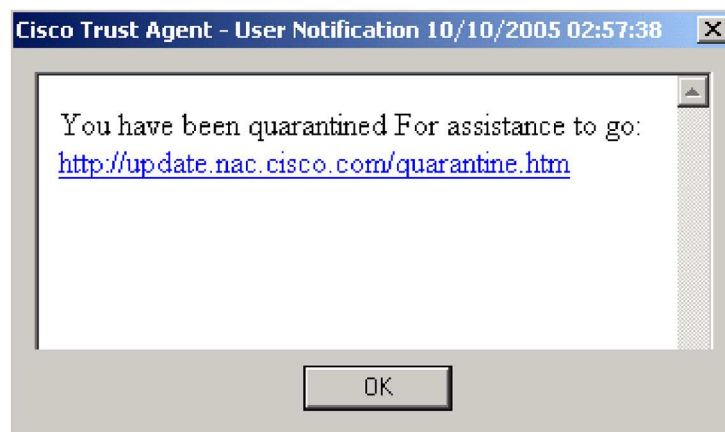 Cisco Trust Agent - User Notification 10/10/2005 02:57:38
You have been quarantined For assistance to go:
http://update.nac.cisco.com/quarantine.htm
OK